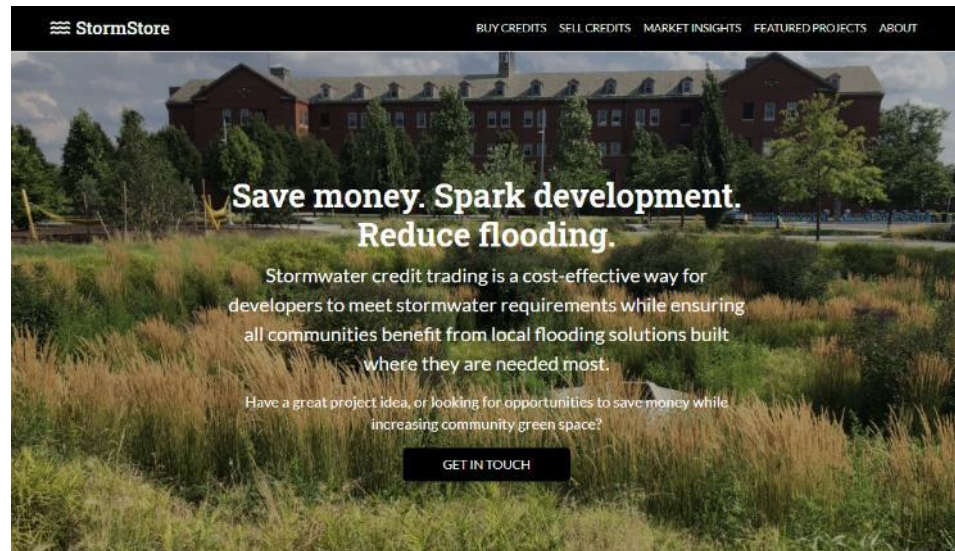 StormStore
BUY CREDITS SELL CREDITS MARKET INSIGHTS FEATURED PROJECTS ABOUT
Save money. Spark development.
Reduce flooding.
Stormwater credit trading is a cost-effective way for
developers to meet stormwater requirements while ensuring
all communities benefit from local flooding solutions built
where they are needed most.
Have a great project idea, or looking for opportunities to save money while
increasing community green space?
GET IN TOUCH